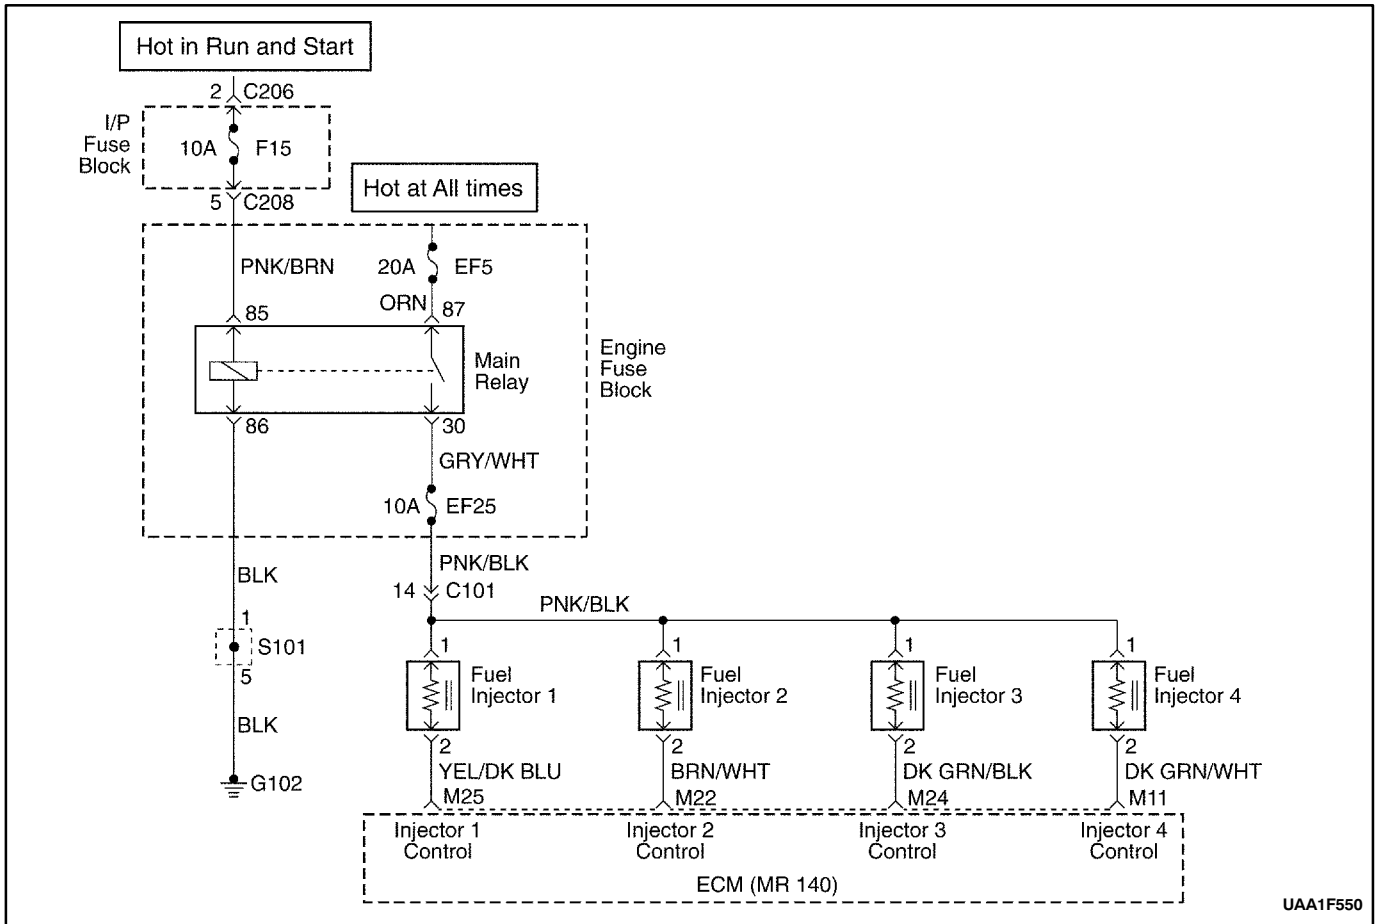 Hot in Run and Start
2 C206
I/P
Fuse
Block
10A F15
5 C208
Hot at All times
PNK/BRN
20A EF5
ORN 87
85
Main
Relay
Engine
Fuse
Block
86
30
GRY/WHT
10A EF25
PNK/BLK
14 C101
PNK/BLK
BLK
1
S101
5
BLK
G102
1
Fuel
Injector 1
2
YEL/DK BLU
M25
1
Fuel
Injector 2
2
BRN/WHT
M22
1
Fuel
Injector 3
2
DK GRN/BLK
M24
1
Fuel
Injector 4
2
DK GRN/WHT
M11
Injector 1
Control
Injector 2
Control
Injector 3
Control
Injector 4
Control
ECM (MR 140)
UAA1F550